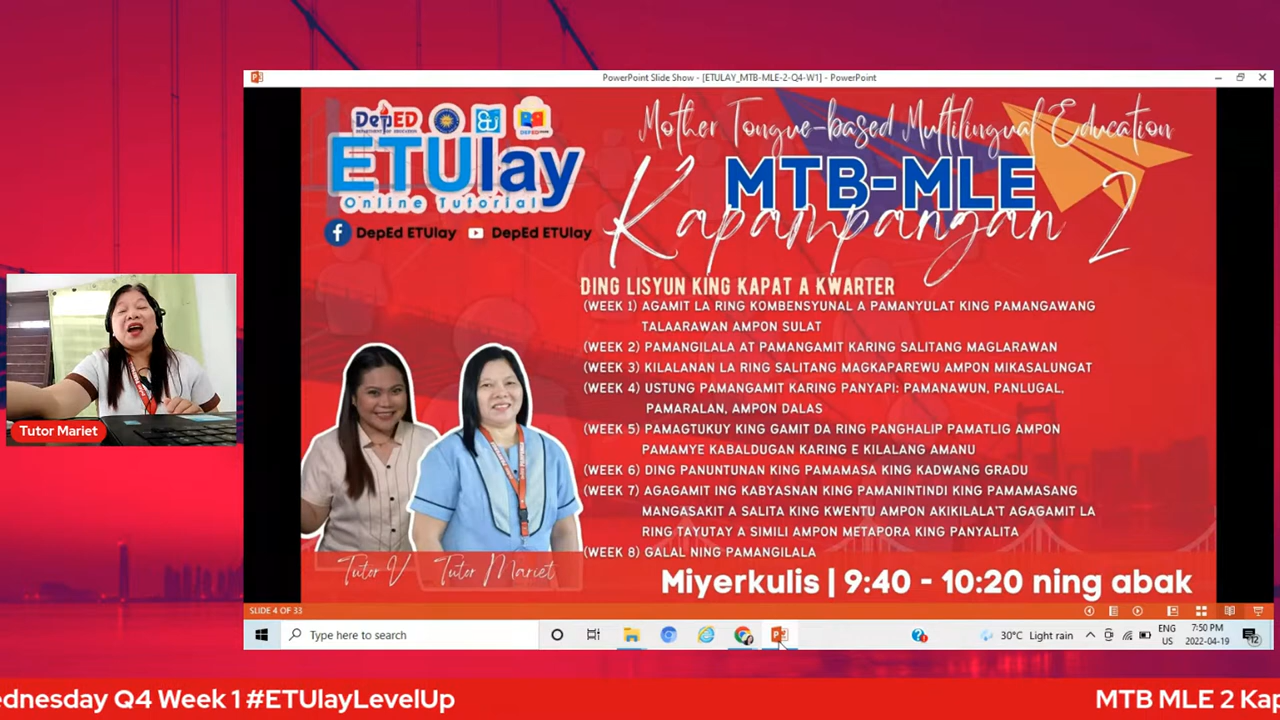 PowerPoint Slide Show - [ETULAY_MTB-MLE-2-Q4-W1] - PowerPoint
DepED
DEPARTMENT OF EDUCATION
ETUlay
Online Tutorial
DepEd ETUlay DepEd ETUlay
Mother Tongue-based Multilingual Education
MTB-MLE
Kapampangan 2
DING LISYUN KING KAPAT A KWARTER
(WEEK 1) AGAMIT LA RING KOMBENSYUNAL A PAMANYULAT KING PAMANGAWANG
TALAARAWAN AMPON SULAT
(WEEK 2) PAMANGILALA AT PAMANGAMIT KARING SALITANG MAGLARAWAN
(WEEK 3) KILALANAN LA RING SALITANG MAGKAPAREWU AMPON MIKASALUNGAT
(WEEK 4) USTUNG PAMANGAMIT KARING PANYAPI: PAMANAWUN, PANLUGAL,
PAMARALAN, AMPON DALAS
(WEEK 5) PAMAGTUKUY KING GAMIT DA RING PANGHALIP PAMATLIG AMPON
PAMAMYE KABALDUGAN KARING E KILALANG AMANU
(WEEK 6) DING PANUNTUNAN KING PAMAMASA KING KADWANG GRADU
(WEEK 7) AGAGAMIT ING KABYASNAN KING PAMANINTINDI KING PAMAMASANG
MANGASAKIT A SALITA KING KWENTU AMPON AKIKILALA'T AGAGAMIT LA
RING TAYUTAY A SIMILI AMPON METAPORA KING PANYALITA
(WEEK 8) GALAL NING PAMANGILALA
Miyerkulis | 9:40 - 10:20 ning abak
Tutor V Tutor Mariet
Tutor Mariet
SLIDE 4 OF 33
Type here to search
30°C Light rain
ENG
US
7:50 PM
2022-04-19
12
ednesday Q4 Week 1 #ETUlayLevelUp
MTB MLE 2 Kap